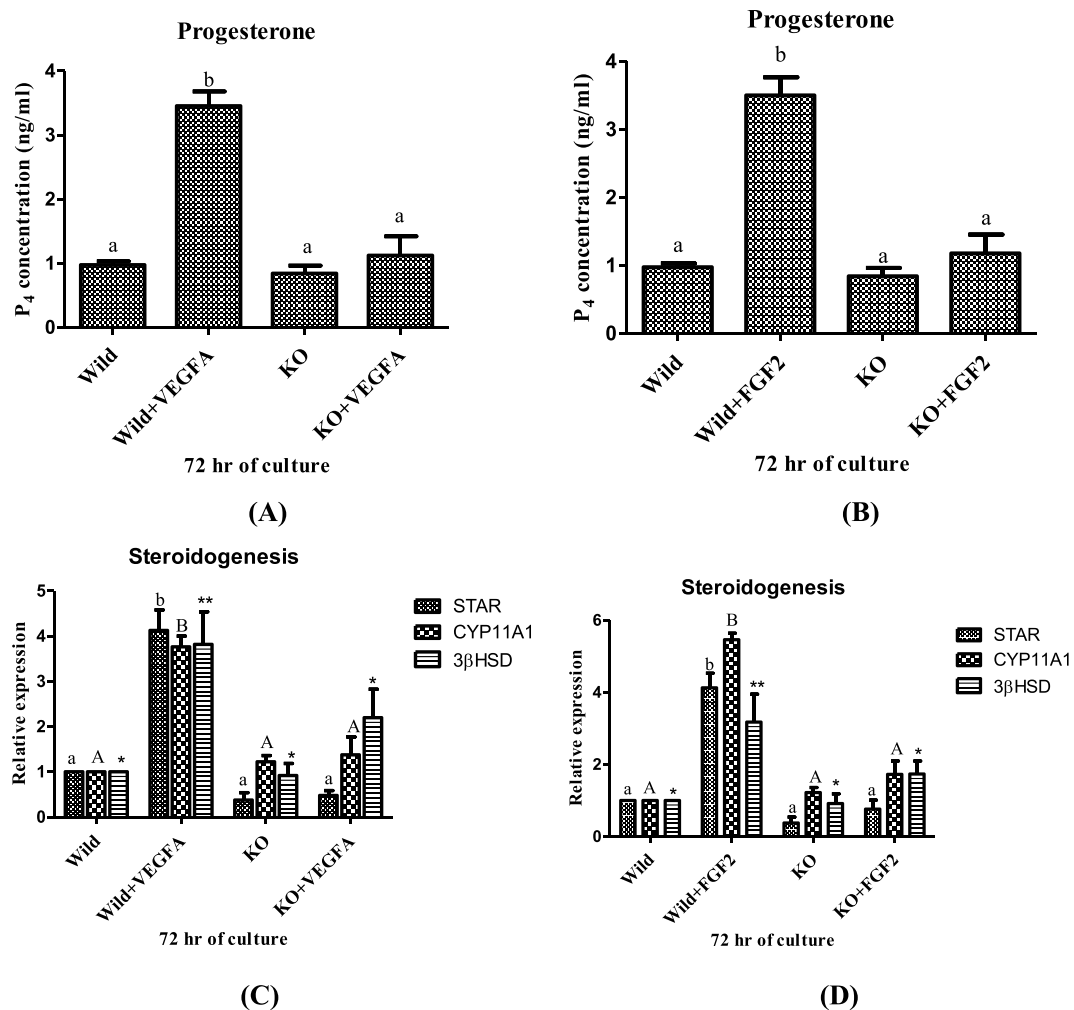 Progesterone
P4 concentration (ng/ml)
4
3
2
1
0
a
b
a
a
Wild
Wild+VEGFA
KO
KO+VEGFA
72 hr of culture
(A)
Progesterone
P4 concentration (ng/ml)
4
3
2
1
0
a
b
a
a
Wild
Wild+FGF2
KO
KO+FGF2
72 hr of culture
(B)
Steroidogenesis
Relative expression
5
4
3
2
1
0
a A *
b B **
a A *
a A *
STAR
CYP11A1
3βHSD
Wild
Wild+VEGFA
KO
KO+VEGFA
72 hr of culture
(C)
Steroidogenesis
Relative expression
6
4
2
0
a A *
b B **
a A *
a A *
STAR
CYP11A1
3βHSD
Wild
Wild+FGF2
KO
KO+FGF2
72 hr of culture
(D)